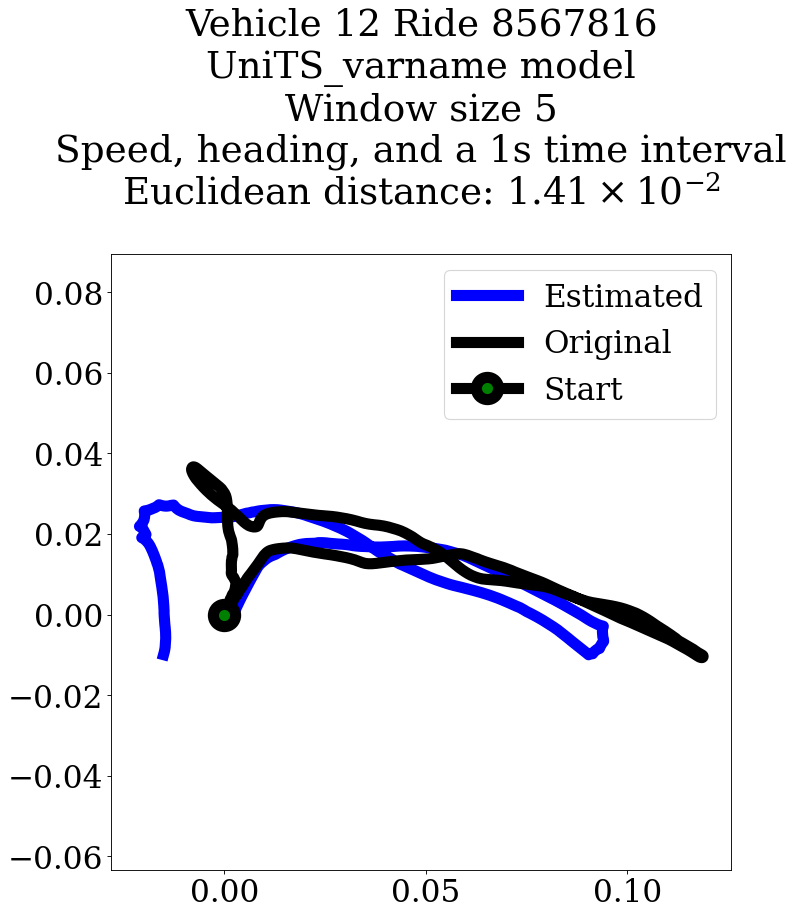 Vehicle 12 Ride 8567816
UniTS_varname model
Window size 5
Speed, heading, and a 1s time interval
Euclidean distance: 1.41 × 10⁻²
Estimated
Original
Start
0.08
0.06
0.04
0.02
0.00
−0.02
−0.04
−0.06
0.00 0.05 0.10